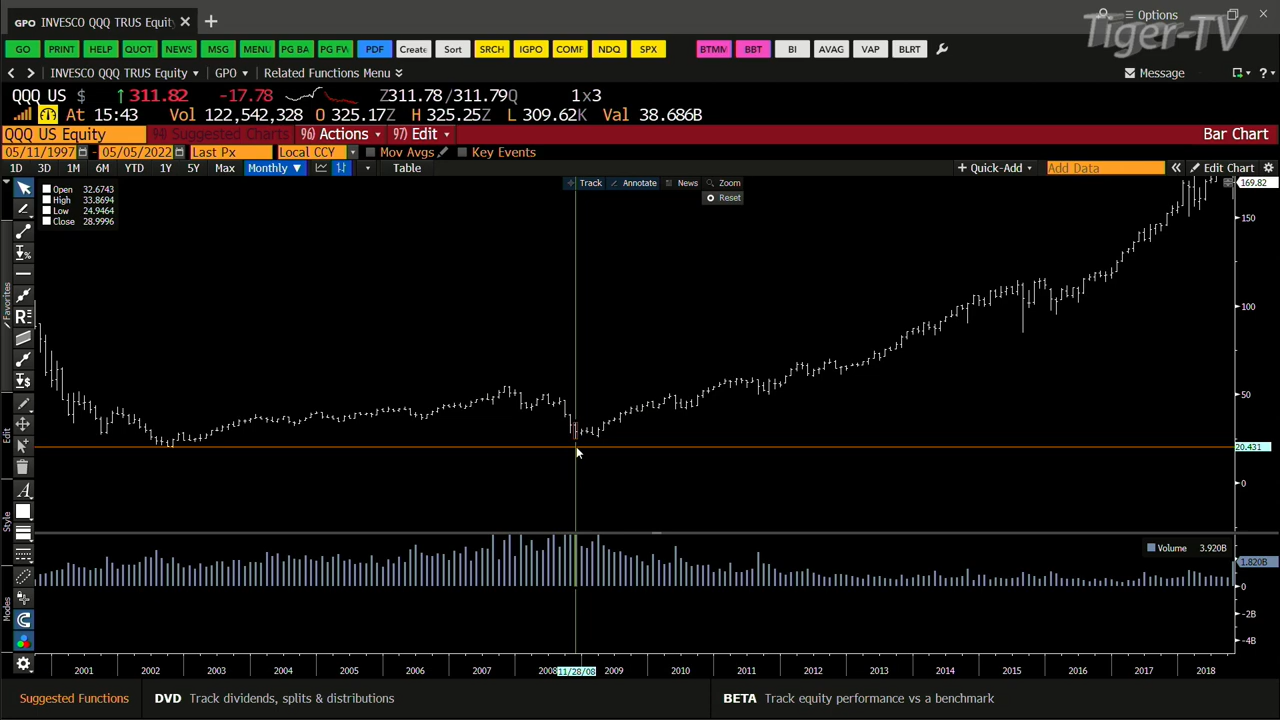 GPO INVESCO QQQ TRUS Equity
Options
Tiger-TV
GO PRINT HELP QUOT NEWS MSG MENU PG BA PG FW PDF Create Sort SRCH IGPO COMF NDQ SPX BTMM BBT BI AVAG VAP BLRT
INVESCO QQQ TRUS Equity GPO Related Functions Menu Message ?
QQQ US $ ↑ 311.82 -17.78 Z311.78/311.79Q 1x3
At 15:43 Vol 122,542,328 O 325.17Z H 325.25Z L 309.62K Val 38.686B
QQQ US Equity 94) Suggested Charts 96) Actions 97) Edit Bar Chart
05/11/1997 - 05/05/2022 Last Px Local CCY Mov Avgs Key Events
1D 3D 1M 6M YTD 1Y 5Y Max Monthly ▼ Table + Quick-Add Add Data « Edit Chart
Track Annotate News Zoom
Reset
Open 32.6743
High 33.8694
Low 24.9464
Close 28.9996
169.82
150
100
50
20.431
0
Favorites
Edit
Style
Modes
Volume 3.920B
1.820B
0
-2B
-4B
2001 2002 2003 2004 2005 2006 2007 2008 11/28/08 2009 2010 2011 2012 2013 2014 2015 2016 2017 2018
Suggested Functions DVD Track dividends, splits & distributions BETA Track equity performance vs a benchmark